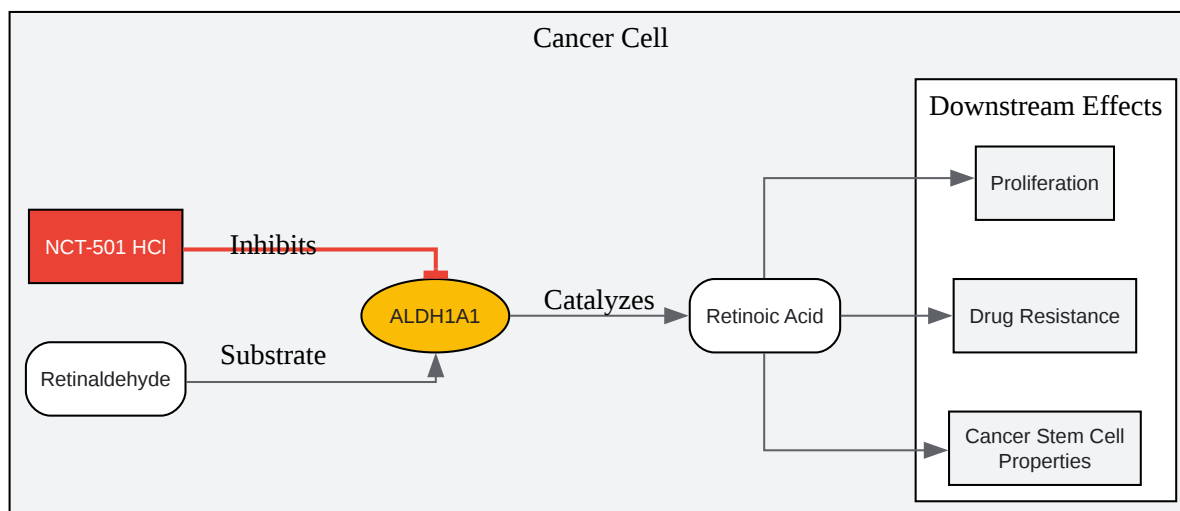 Cancer Cell
Downstream Effects
Proliferation
NCT-501 HCl
Inhibits
ALDH1A1
Catalyzes
Retinoic Acid
Drug Resistance
Substrate
Retinaldehyde
Cancer Stem Cell
Properties